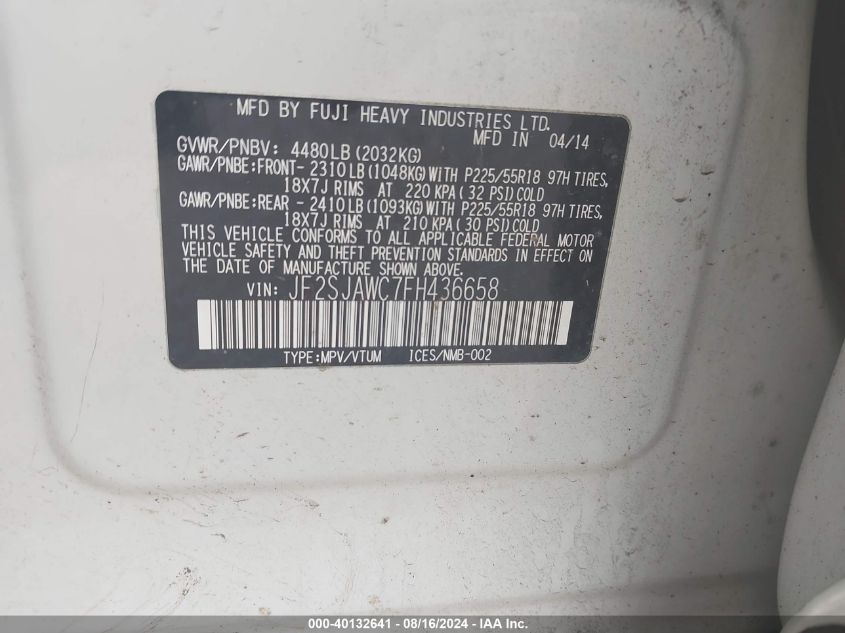 MFD BY FUJI HEAVY INDUSTRIES LTD.
MFD IN 04/14
GVWR/PNBV: 4480LB(2032KG)
GAWR/PNBE:FRONT-2310LB(1048KG)WITH P225/55R18 97H TIRES,
18X7J RIMS AT 220 KPA(32 PSI)COLD
GAWR/PNBE:REAR -2410LB(1093KG)WITH P225/55R18 97H TIRES,
18X7J RIMS AT 210 KPA(30 PSI)COLD
THIS VEHICLE CONFORMS TO ALL APPLICABLE FEDERAL MOTOR
VEHICLE SAFETY AND THEFT PREVENTION STANDARDS IN EFFECT ON
THE DATE OF MANUFACTURE SHOWN ABOVE.
VIN: JF2SJAWC7FH436658
TYPE:MPV/VTUM ICES/NMB-002
000-40132641 - 08/16/2024 - IAA Inc.